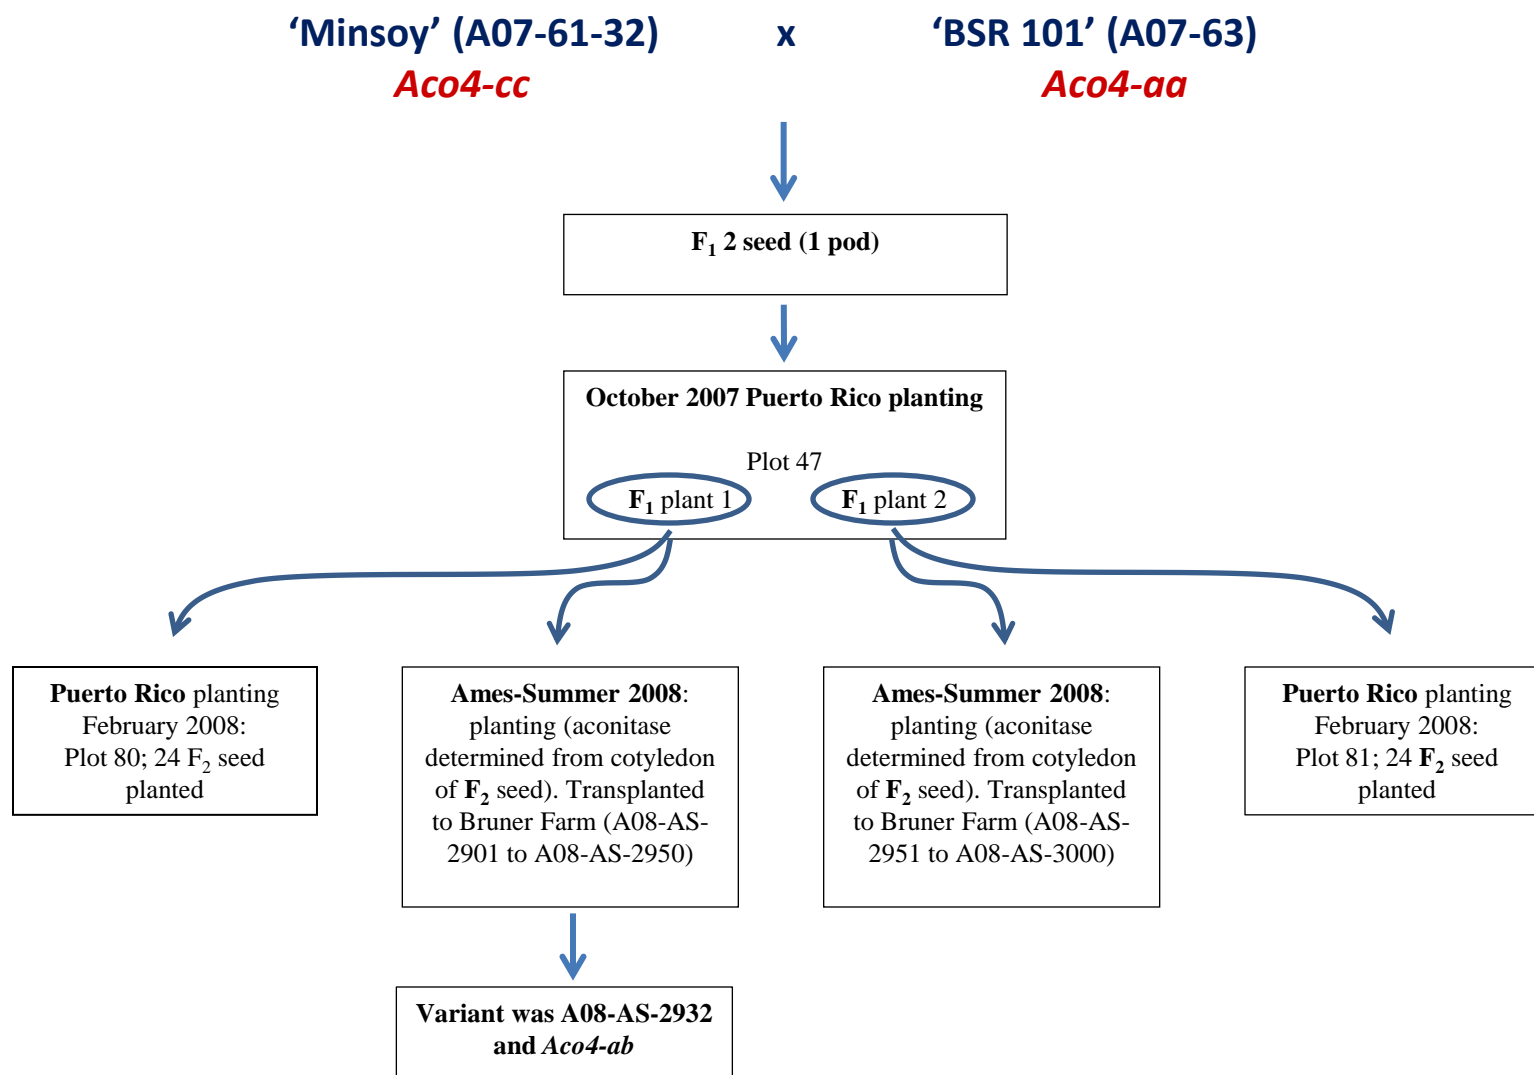 ‘Minsoy’ (A07-61-32) x ‘BSR 101’ (A07-63)
Aco4-cc Aco4-aa
F1 2 seed (1 pod)
October 2007 Puerto Rico planting
Plot 47
F1 plant 1 F1 plant 2
Puerto Rico planting
February 2008:
Plot 80; 24 F2 seed
planted
Ames-Summer 2008:
planting (aconitase
determined from cotyledon
of F2 seed). Transplanted
to Bruner Farm (A08-AS-
2901 to A08-AS-2950)
Ames-Summer 2008:
planting (aconitase
determined from cotyledon
of F2 seed). Transplanted
to Bruner Farm (A08-AS-
2951 to A08-AS-3000)
Puerto Rico planting
February 2008:
Plot 81; 24 F2 seed
planted
Variant was A08-AS-2932
and Aco4-ab